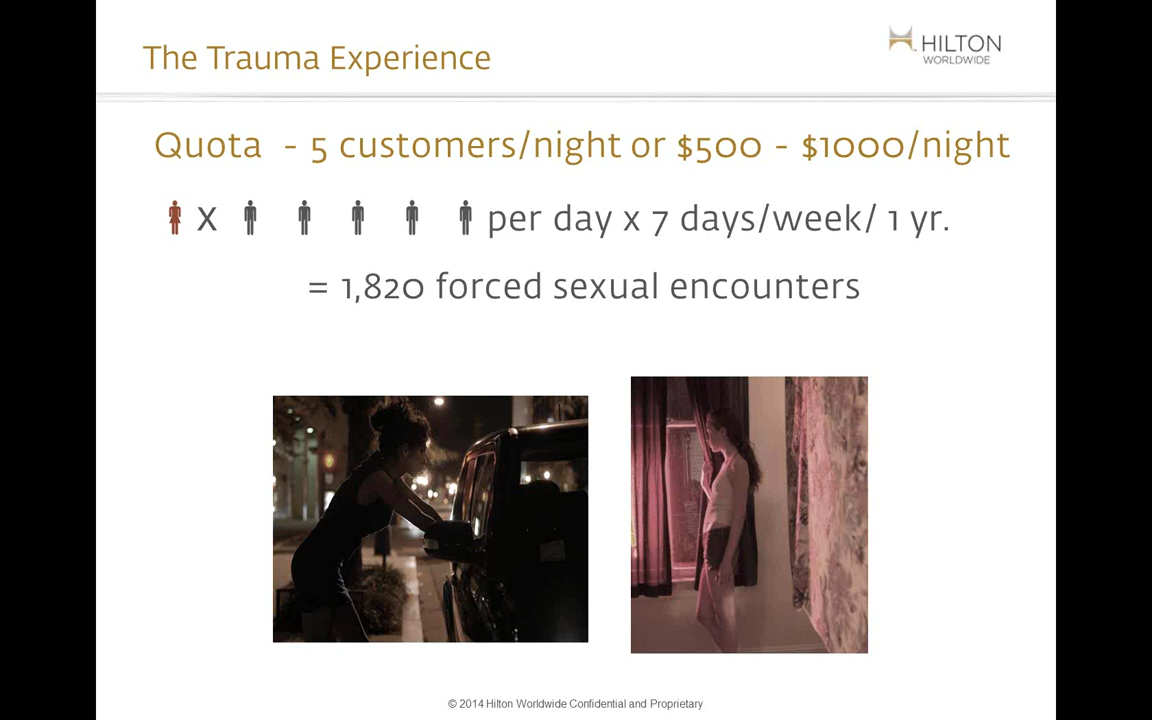 The Trauma Experience
HILTON
WORLDWIDE
Quota - 5 customers/night or $500 - $1000/night
X per day x 7 days/week/ 1 yr.
= 1,820 forced sexual encounters
© 2014 Hilton Worldwide Confidential and Proprietary